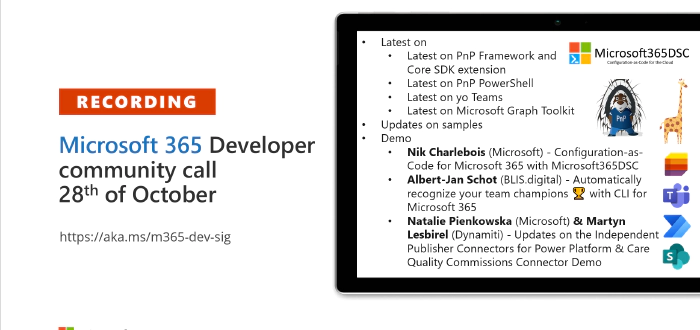 RECORDING
Microsoft 365 Developer
community call
28th of October
https://aka.ms/m365-dev-sig
• Latest on
• Latest on PnP Framework and
Core SDK extension
• Latest on PnP PowerShell
• Latest on yo Teams
• Latest on Microsoft Graph Toolkit
• Updates on samples
• Demo
• Nik Charlebois (Microsoft) - Configuration-as-
Code for Microsoft 365 with Microsoft365DSC
• Albert-Jan Schot (BLIS.digital) - Automatically
recognize your team champions 🏆 with CLI for
Microsoft 365
• Natalie Pienkowska (Microsoft) & Martyn
Lesbirel (Dynamiti) - Updates on the Independent
Publisher Connectors for Power Platform & Care
Quality Commissions Connector Demo
Microsoft365DSC
Configuration-as-Code for the Cloud
PnP